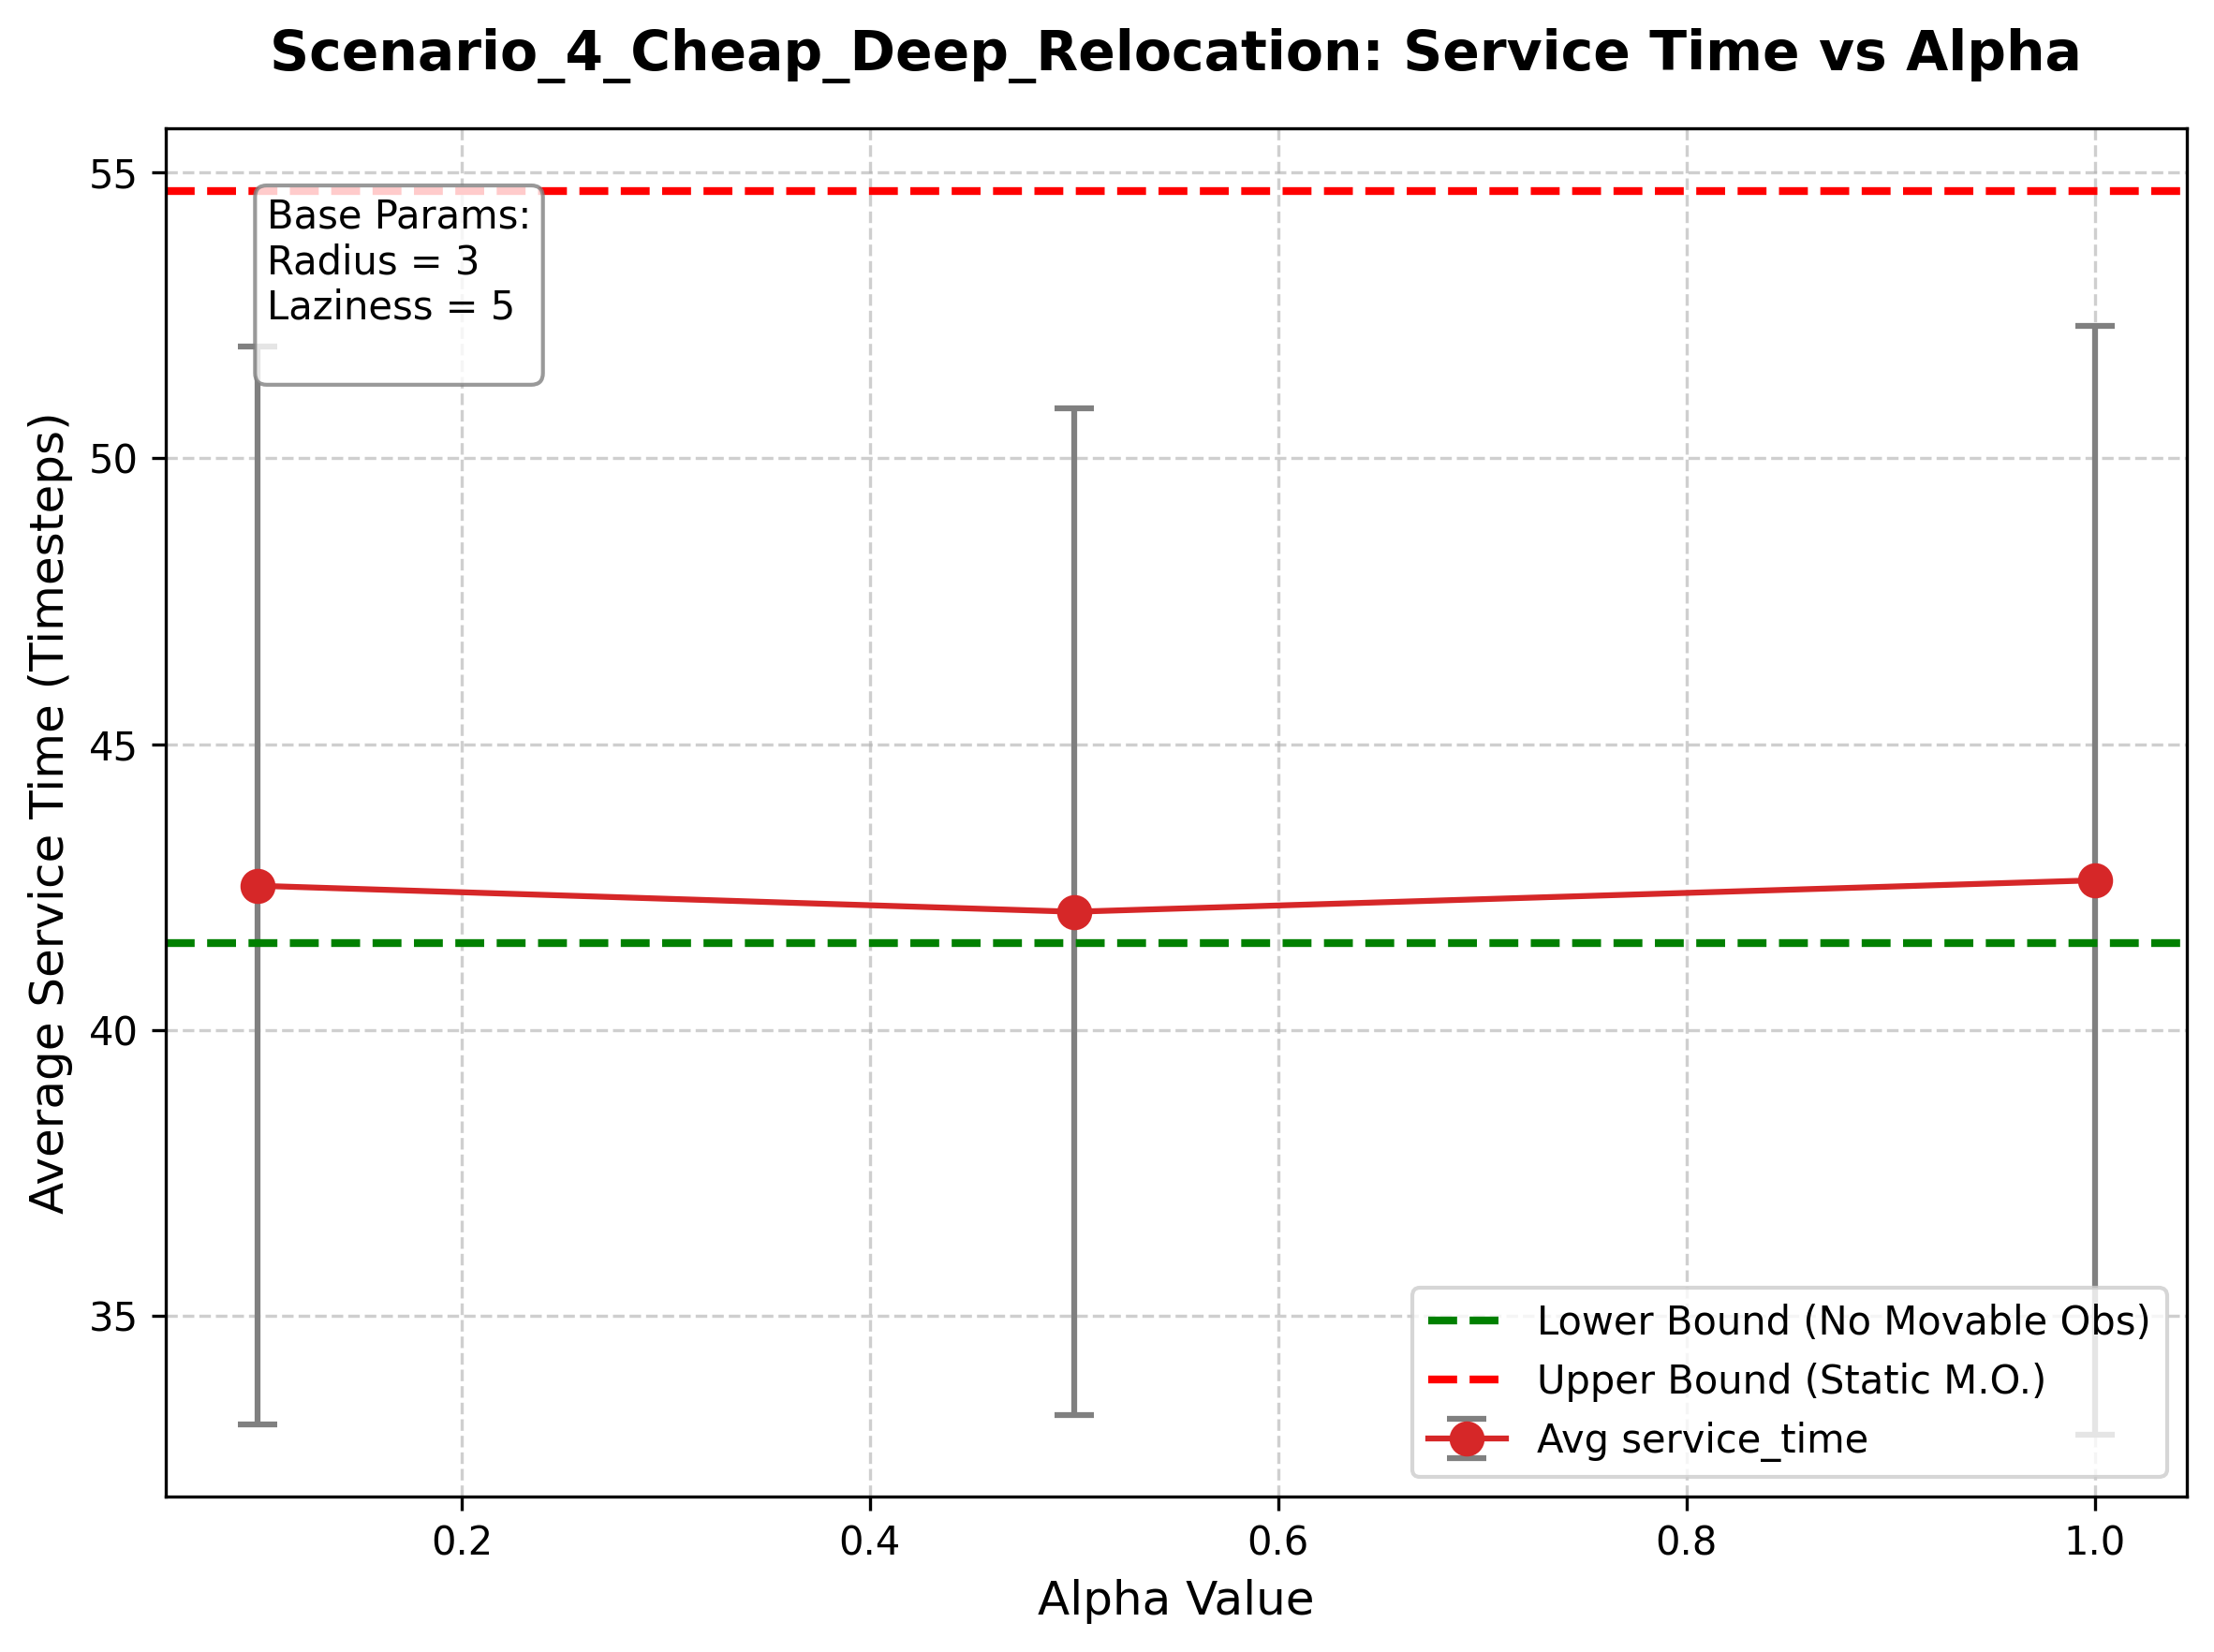 Scenario_4_Cheap_Deep_Relocation: Service Time vs Alpha
Average Service Time (Timesteps)
55
50
45
40
35
Base Params:
Radius = 3
Laziness = 5
Lower Bound (No Movable Obs)
Upper Bound (Static M.O.)
Avg service_time
0.2
0.4
0.6
0.8
1.0
Alpha Value